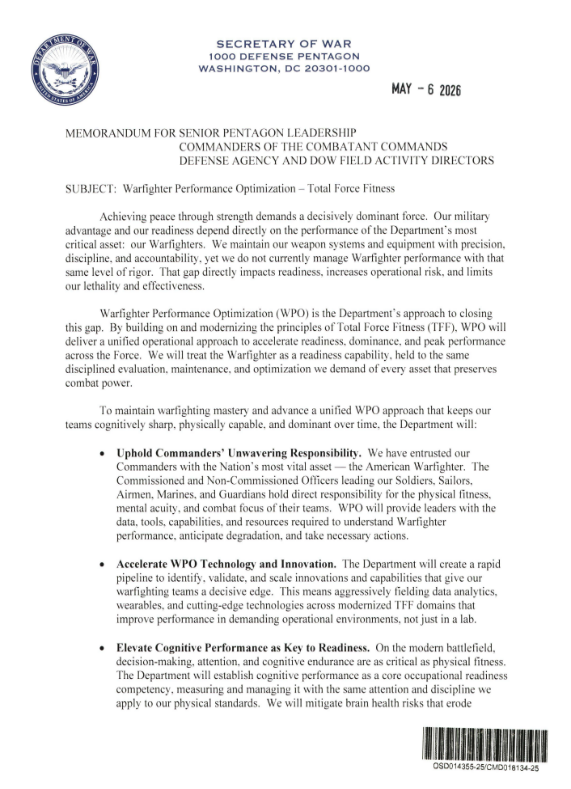 DEPARTMENT OF WAR
UNITED STATES OF AMERICA
SECRETARY OF WAR
1000 DEFENSE PENTAGON
WASHINGTON, DC 20301-1000
MAY - 6 2026
MEMORANDUM FOR SENIOR PENTAGON LEADERSHIP
COMMANDERS OF THE COMBATANT COMMANDS
DEFENSE AGENCY AND DOW FIELD ACTIVITY DIRECTORS
SUBJECT: Warfighter Performance Optimization – Total Force Fitness
Achieving peace through strength demands a decisively dominant force. Our military
advantage and our readiness depend directly on the performance of the Department's most
critical asset: our Warfighters. We maintain our weapon systems and equipment with precision,
discipline, and accountability, yet we do not currently manage Warfighter performance with that
same level of rigor. That gap directly impacts readiness, increases operational risk, and limits
our lethality and effectiveness.
Warfighter Performance Optimization (WPO) is the Department's approach to closing
this gap. By building on and modernizing the principles of Total Force Fitness (TFF), WPO will
deliver a unified operational approach to accelerate readiness, dominance, and peak performance
across the Force. We will treat the Warfighter as a readiness capability, held to the same
disciplined evaluation, maintenance, and optimization we demand of every asset that preserves
combat power.
To maintain warfighting mastery and advance a unified WPO approach that keeps our
teams cognitively sharp, physically capable, and dominant over time, the Department will:
• Uphold Commanders' Unwavering Responsibility. We have entrusted our
Commanders with the Nation's most vital asset — the American Warfighter. The
Commissioned and Non-Commissioned Officers leading our Soldiers, Sailors,
Airmen, Marines, and Guardians hold direct responsibility for the physical fitness,
mental acuity, and combat focus of their teams. WPO will provide leaders with the
data, tools, capabilities, and resources required to understand Warfighter
performance, anticipate degradation, and take necessary actions.
• Accelerate WPO Technology and Innovation. The Department will create a rapid
pipeline to identify, validate, and scale innovations and capabilities that give our
warfighting teams a decisive edge. This means aggressively fielding data analytics,
wearables, and cutting-edge technologies across modernized TFF domains that
improve performance in demanding operational environments, not just in a lab.
• Elevate Cognitive Performance as Key to Readiness. On the modern battlefield,
decision-making, attention, and cognitive endurance are as critical as physical fitness.
The Department will establish cognitive performance as a core occupational readiness
competency, measuring and managing it with the same attention and discipline we
apply to our physical standards. We will mitigate brain health risks that erode
OSD014355-25/CMD016134-25